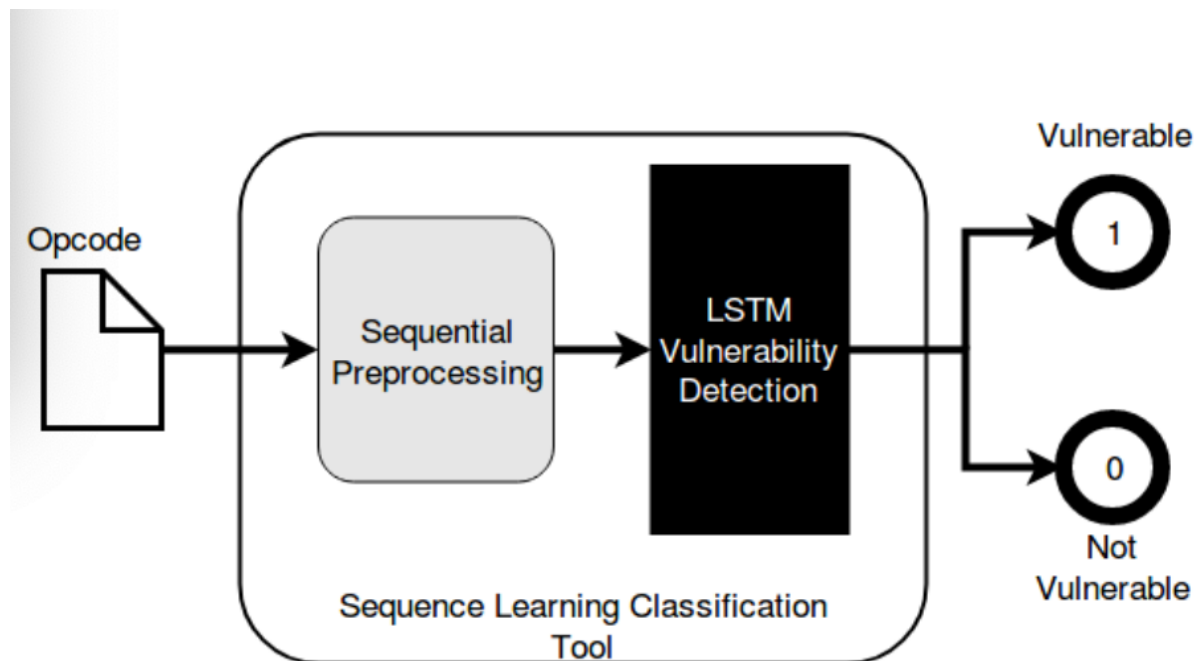 Opcode
Sequential
Preprocessing
LSTM
Vulnerability
Detection
Sequence Learning Classification
Tool
Vulnerable
1
0
Not
Vulnerable